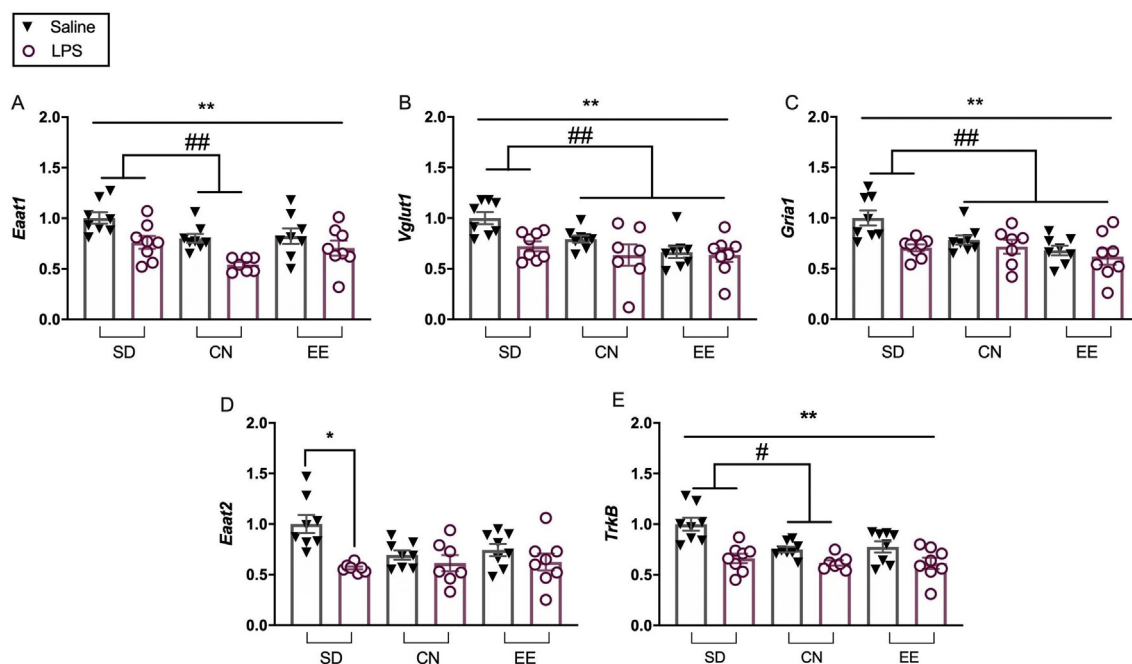 Saline
LPS
A
**
##
Eaat1
2.0
1.5
1.0
0.5
0.0
SD
CN
EE
B
**
##
Vglut1
2.0
1.5
1.0
0.5
0.0
SD
CN
EE
C
**
##
Gria1
2.0
1.5
1.0
0.5
0.0
SD
CN
EE
D
*
Eaat2
2.0
1.5
1.0
0.5
0.0
SD
CN
EE
E
**
#
TrkB
2.0
1.5
1.0
0.5
0.0
SD
CN
EE